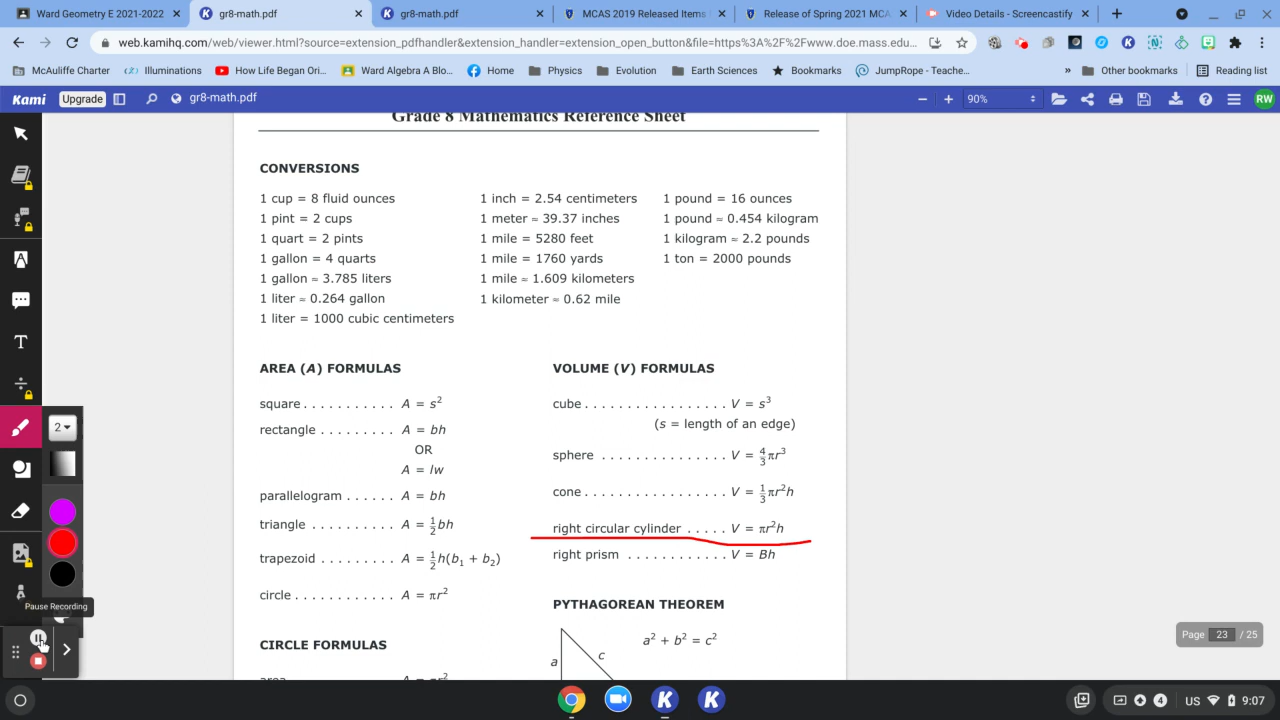 Ward Geometry E 2021-2022
gr8-math.pdf
gr8-math.pdf
MCAS 2019 Released Items
Release of Spring 2021 MCA
Video Details - Screencastify
web.kamihq.com/web/viewer.html?source=extension_pdfhandler&extension_handler=extension_open_button&file=https%3A%2F%2Fwww.doe.mass.edu...
McAuliffe Charter
Illuminations
How Life Began Ori...
Ward Algebra A Blo...
Home
Physics
Evolution
Earth Sciences
Bookmarks
JumpRope - Teache...
»
Other bookmarks
Reading list
Kami
Upgrade
gr8-math.pdf
90%
RW
Grade 8 Mathematics Reference Sheet
CONVERSIONS
1 cup = 8 fluid ounces
1 pint = 2 cups
1 quart = 2 pints
1 gallon = 4 quarts
1 gallon ≈ 3.785 liters
1 liter ≈ 0.264 gallon
1 liter = 1000 cubic centimeters
1 inch = 2.54 centimeters
1 meter ≈ 39.37 inches
1 mile = 5280 feet
1 mile = 1760 yards
1 mile ≈ 1.609 kilometers
1 kilometer ≈ 0.62 mile
1 pound = 16 ounces
1 pound ≈ 0.454 kilogram
1 kilogram ≈ 2.2 pounds
1 ton = 2000 pounds
AREA (A) FORMULAS
square . . . . . . . . . . . A = s²
rectangle . . . . . . . . . A = bh
OR
A = lw
parallelogram . . . . . . A = bh
triangle . . . . . . . . . . A = 1/2 bh
trapezoid . . . . . . . . . A = 1/2 h(b₁ + b₂)
circle . . . . . . . . . . . . A = πr²
CIRCLE FORMULAS
VOLUME (V) FORMULAS
cube . . . . . . . . . . . . . . . . . V = s³
(s = length of an edge)
sphere . . . . . . . . . . . . . . . V = 4/3 πr³
cone . . . . . . . . . . . . . . . . . V = 1/3 πr²h
right circular cylinder . . . . . V = πr²h
right prism . . . . . . . . . . . . V = Bh
PYTHAGOREAN THEOREM
a² + b² = c²
a
c
2
Pause Recording
Page 23 / 25
US
9:07